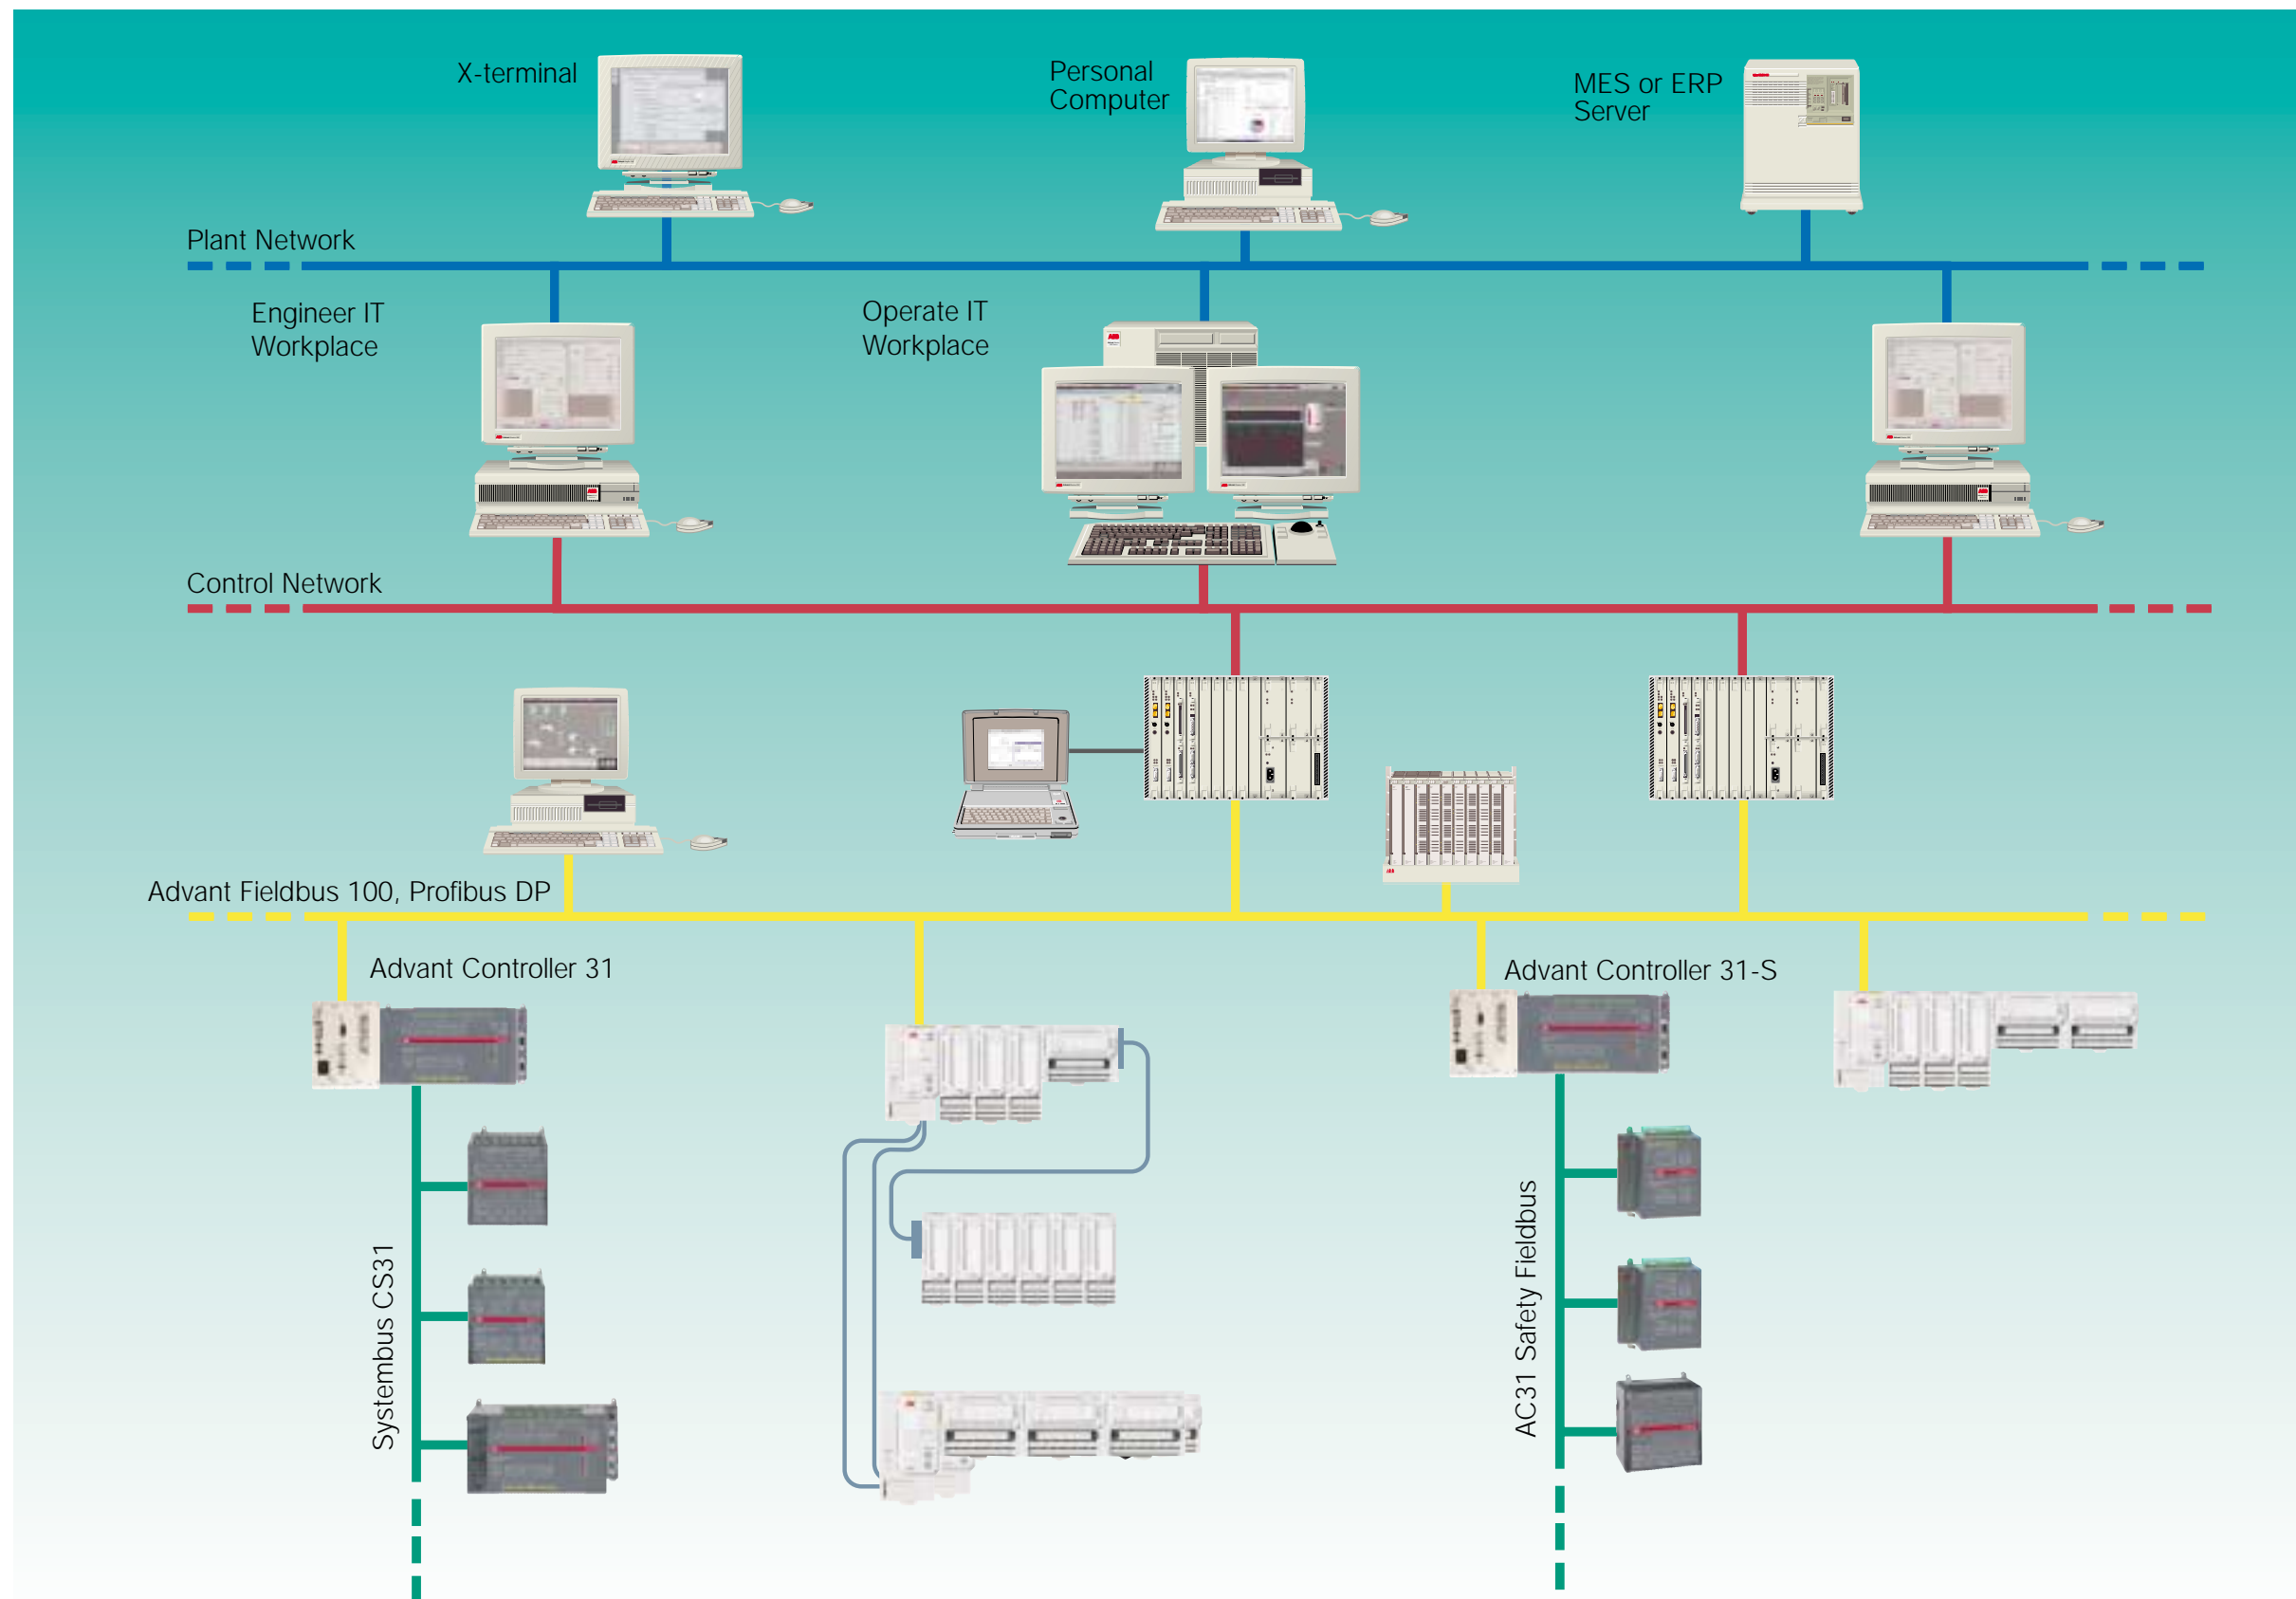 X-terminal
Personal
Computer
MES or ERP
Server
Plant Network
Engineer IT
Workplace
Operate IT
Workplace
Control Network
Advant Fieldbus 100, Profibus DP
Advant Controller 31
Advant Controller 31-S
Systembus CS31
AC31 Safety Fieldbus